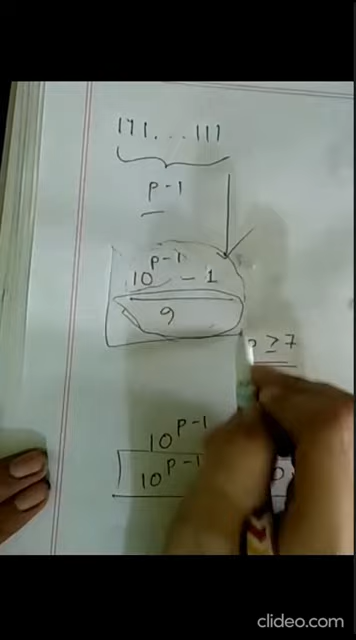 111...111
p-1
10^{p-1} - 1
9
≥ 7
10^{p-1}
10^{p-1}
clideo.com